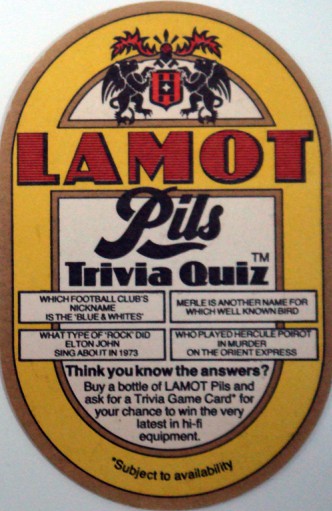 LAMOT
Pils
TM
Trivia Quiz
WHICH FOOTBALL CLUB'S
NICKNAME
IS THE 'BLUE & WHITES'
MERLE IS ANOTHER NAME FOR
WHICH WELL KNOWN BIRD
WHAT TYPE OF 'ROCK' DID
ELTON JOHN
SING ABOUT IN 1973
WHO PLAYED HERCULE POIROT
IN MURDER
ON THE ORIENT EXPRESS
Think you know the answers?
Buy a bottle of LAMOT Pils and
ask for a Trivia Game Card* for
your chance to win the very
latest in hi-fi
equipment.
*Subject to availability